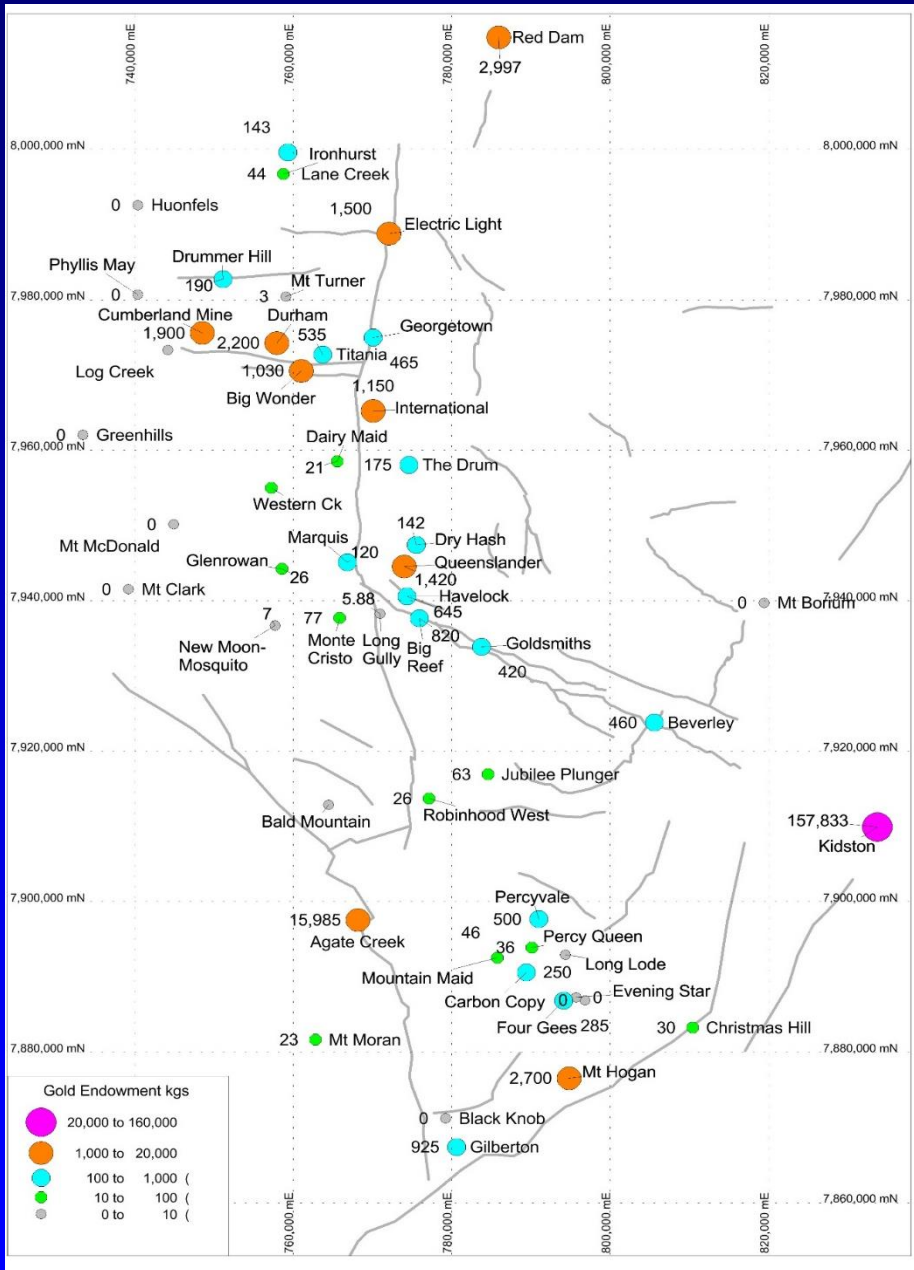 740,000 mE
760,000 mE
780,000 mE
800,000 mE
820,000 mE
Red Dam
2,997
8,000,000 mN
8,000,000 mN
143
Ironhurst
44
Lane Creek
0
Huonfels
1,500
Electric Light
Drummer Hill
190
Phyllis May
0
Mt Turner
3
7,980,000 mN
7,980,000 mN
Cumberland Mine
1,900
Durham
2,200
535
Titania
Georgetown
465
Log Creek
1,030
Big Wonder
1,150
International
0
Greenhills
7,960,000 mN
7,960,000 mN
Dairy Maid
21
175
The Drum
Western Ck
0
Mt McDonald
142
Dry Hash
Marquis
120
Queenslander
1,420
Glenrowan
26
0
Mt Clark
7,940,000 mN
7,940,000 mN
Havelock
645
5.88
0
Mt Borium
7
New Moon-
Mosquito
77
Monte
Cristo
Long
Gully
820
Big
Reef
Goldsmiths
420
460
Beverley
7,920,000 mN
7,920,000 mN
63
Jubilee Plunger
26
Robinhood West
Bald Mountain
157,833
Kidston
7,900,000 mN
7,900,000 mN
15,985
Agate Creek
Percyvale
500
46
36
Percy Queen
Mountain Maid
Long Lode
250
Carbon Copy
0
0
Evening Star
Four Gees
285
30
Christmas Hill
23
Mt Moran
7,880,000 mN
7,880,000 mN
2,700
Mt Hogan
0
Black Knob
925
Gilberton
7,860,000 mN
7,860,000 mN
Gold Endowment kgs
20,000 to 160,000
1,000 to 20,000
100 to 1,000 (
10 to 100 (
0 to 10 (
760,000 mE
780,000 mE
800,000 mE
820,000 mE